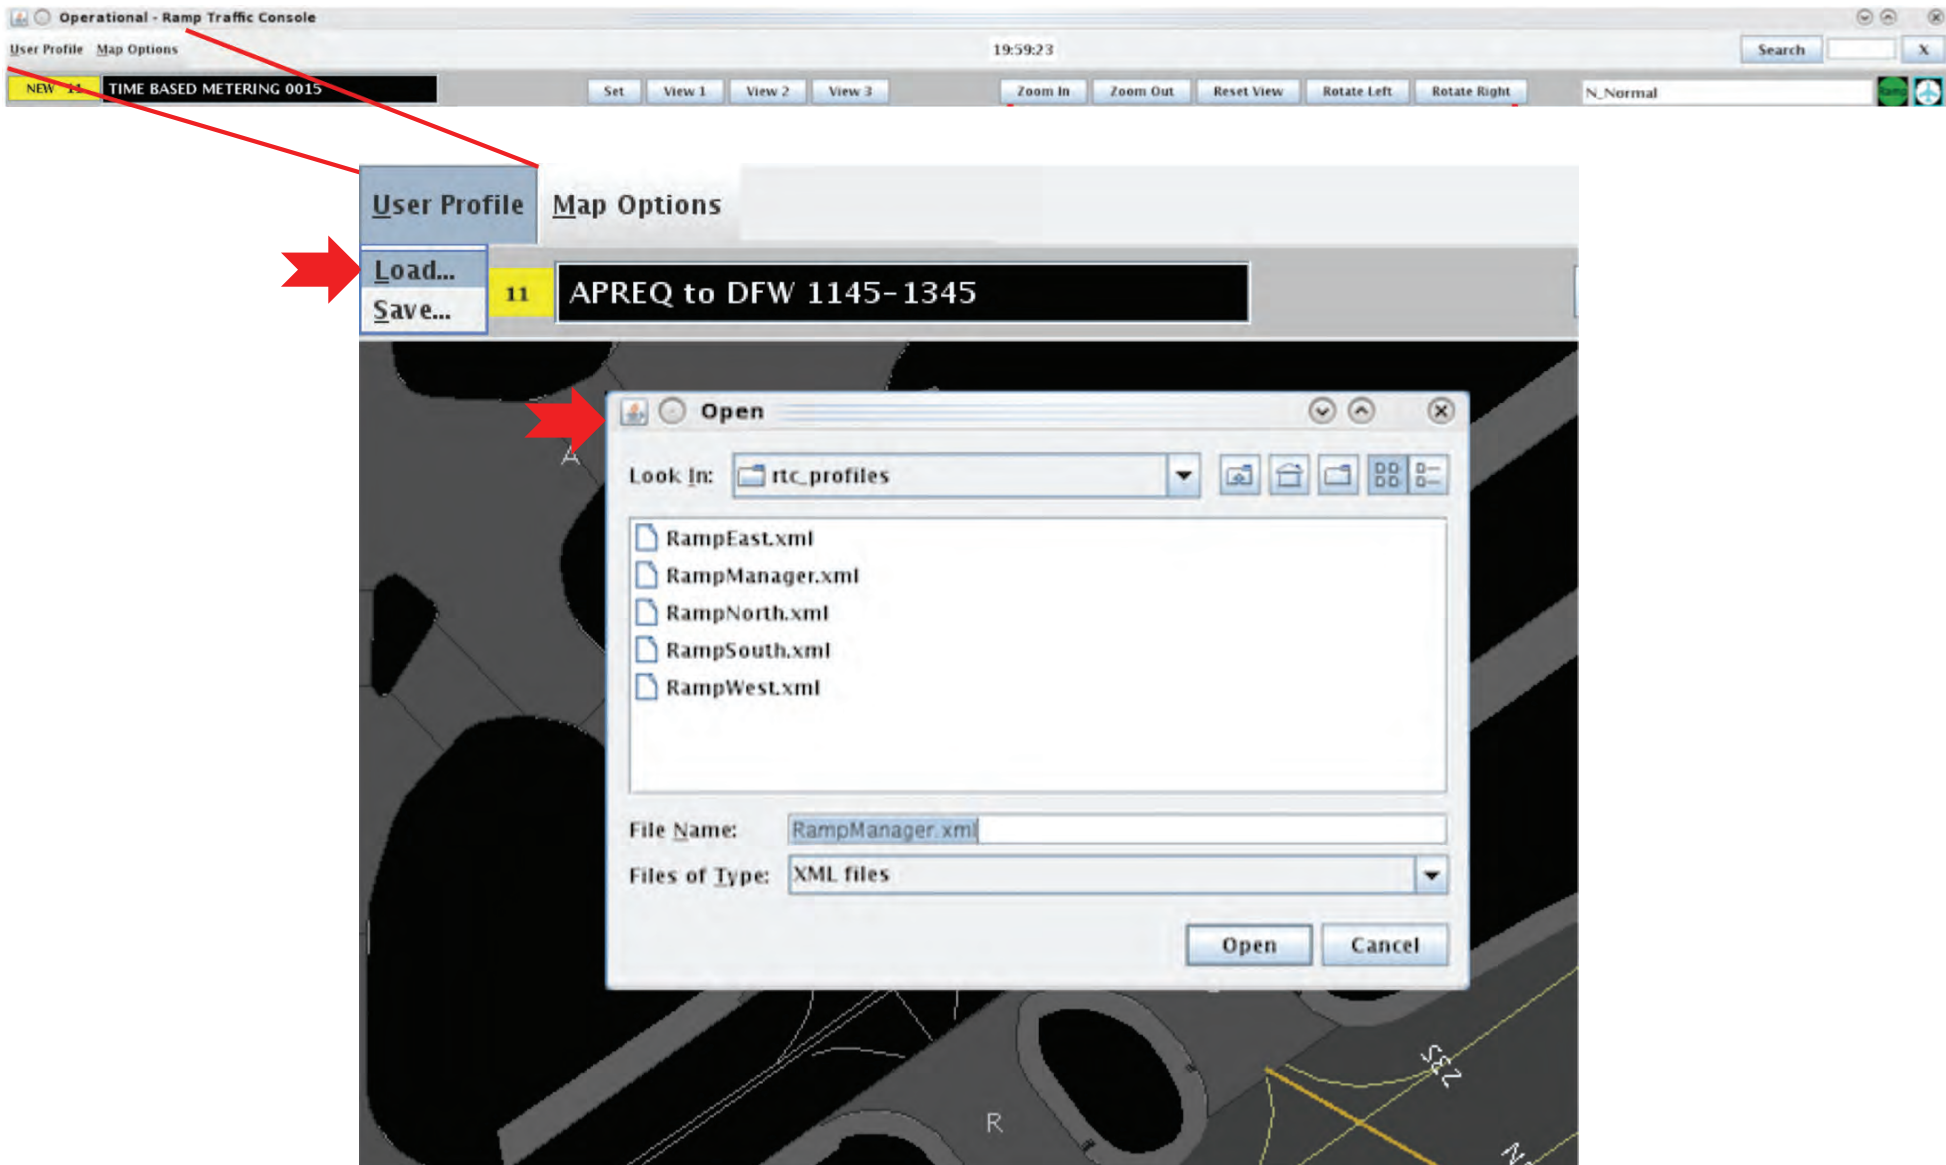 Operational - Ramp Traffic Console
User Profile Map Options 19:59:23 Search X
NEW 11 TIME BASED METERING 0015 Set View 1 View 2 View 3 Zoom In Zoom Out Reset View Rotate Left Rotate Right N_Normal Ramp
User Profile Map Options
Load...
Save...
11 APREQ to DFW 1145-1345
Open
A
Look In: rtc_profiles
RampEast.xml
RampManager.xml
RampNorth.xml
RampSouth.xml
RampWest.xml
File Name: RampManager.xml
Files of Type: XML files
Open Cancel
R
N